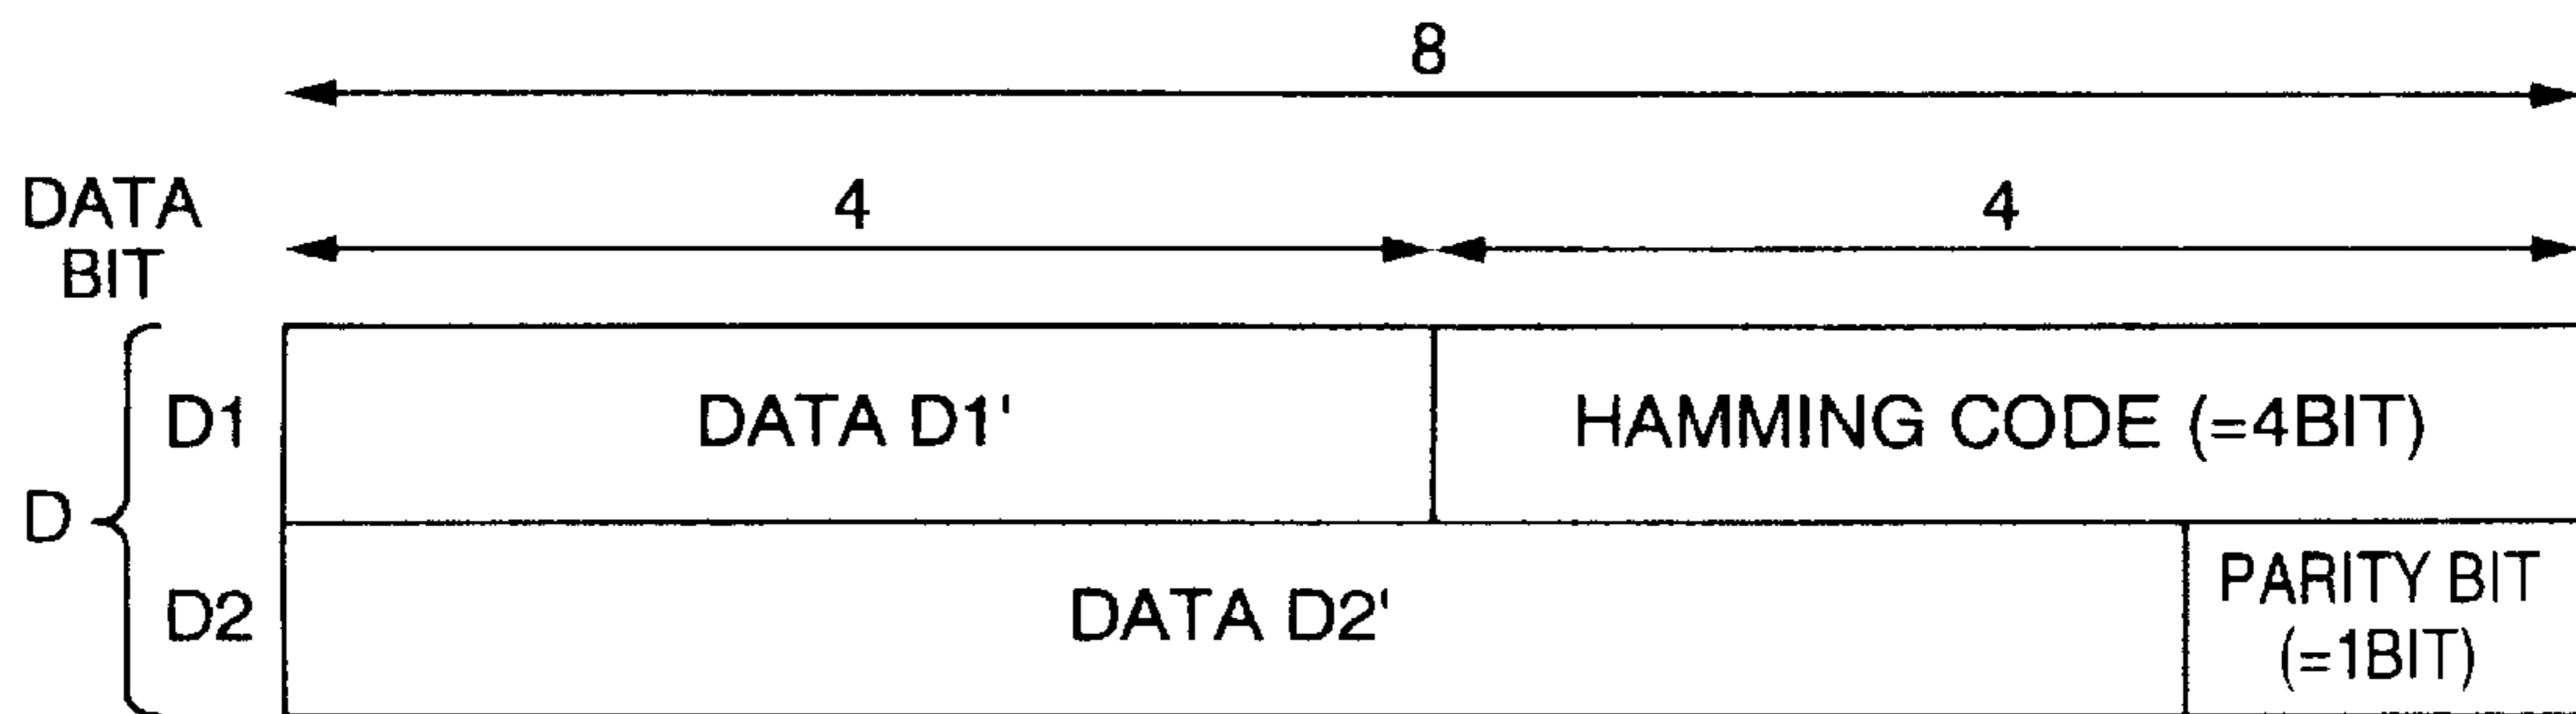 8
DATA
BIT
4
4
D1
DATA D1'
HAMMING CODE (=4BIT)
D
D2
DATA D2'
PARITY BIT
(=1BIT)